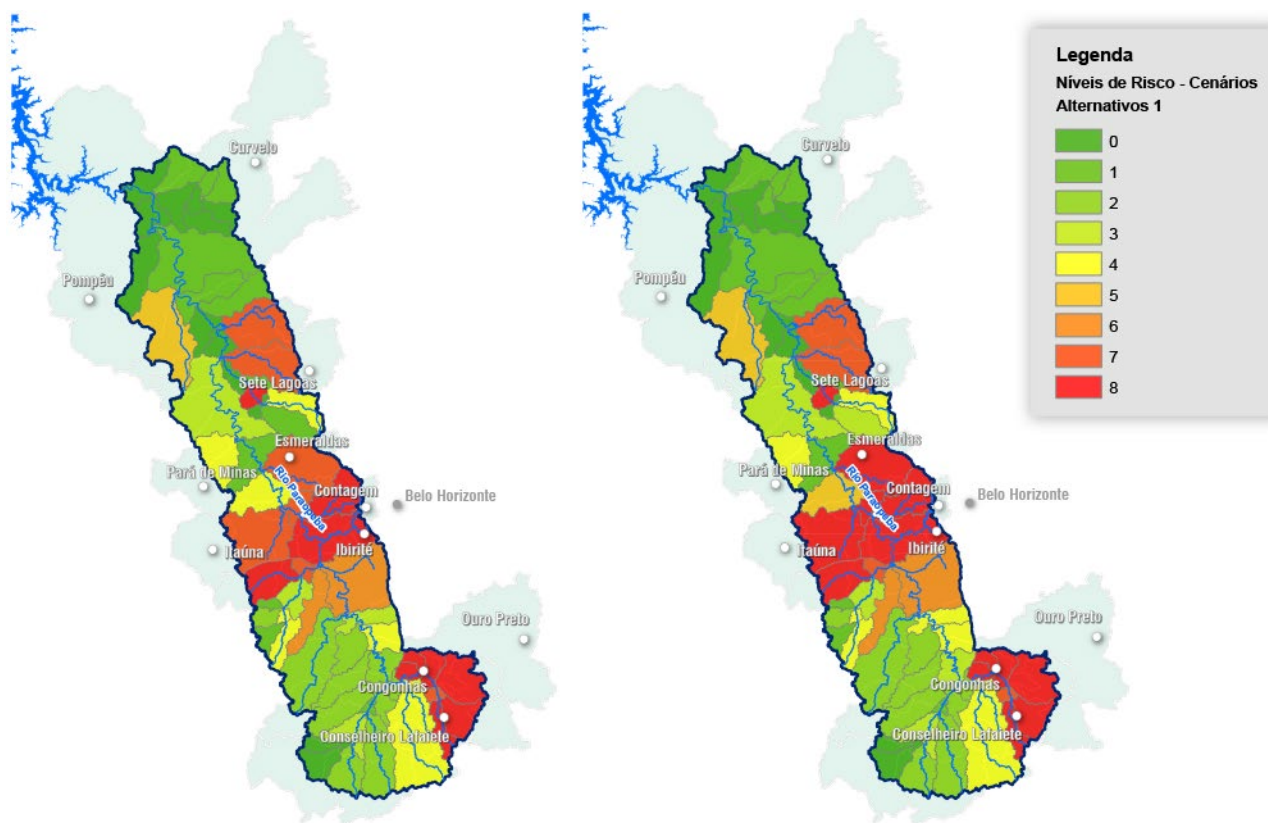 Curvelo
Pompéu
Sete Lagoas
Esmeraldas
Pará de Minas
Contagem
Belo Horizonte
Rio Paraopeba
Itaúna
Ibirité
Ouro Preto
Congonhas
Conselheiro Lafaiete
Curvelo
Pompéu
Sete Lagoas
Esmeraldas
Pará de Minas
Contagem
Belo Horizonte
Rio Paraopeba
Itaúna
Ibirité
Ouro Preto
Congonhas
Conselheiro Lafaiete
Legenda
Níveis de Risco - Cenários
Alternativos 1
0
1
2
3
4
5
6
7
8